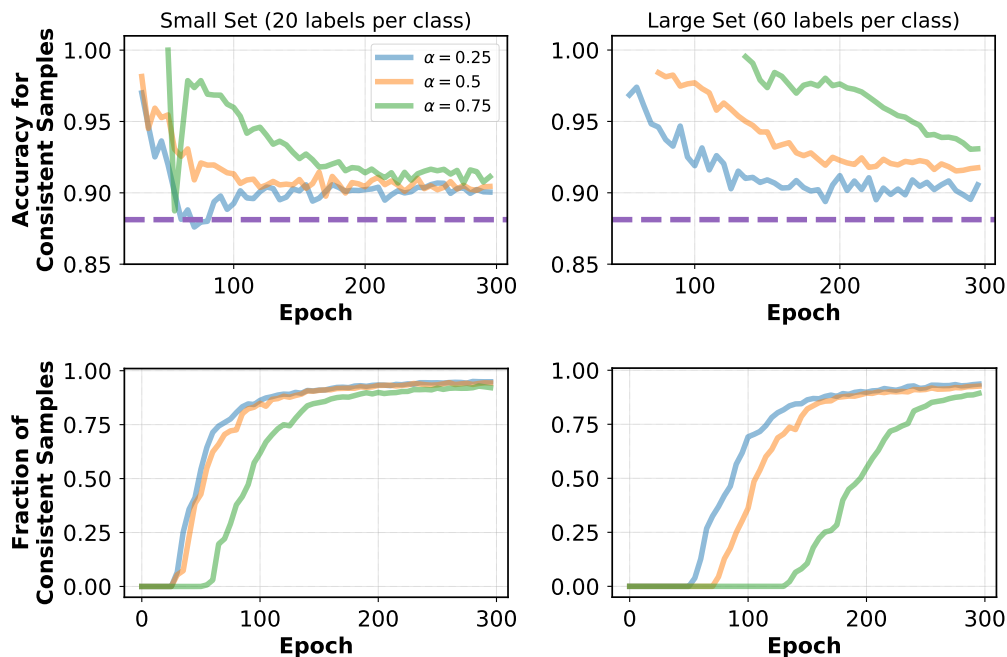 Small Set (20 labels per class)
Large Set (60 labels per class)
Accuracy for
Consistent Samples
1.00
0.95
0.90
0.85
α = 0.25
α = 0.5
α = 0.75
100
200
300
Epoch
1.00
0.95
0.90
0.85
100
200
300
Epoch
Fraction of
Consistent Samples
1.00
0.75
0.50
0.25
0.00
0
100
200
300
Epoch
1.00
0.75
0.50
0.25
0.00
0
100
200
300
Epoch